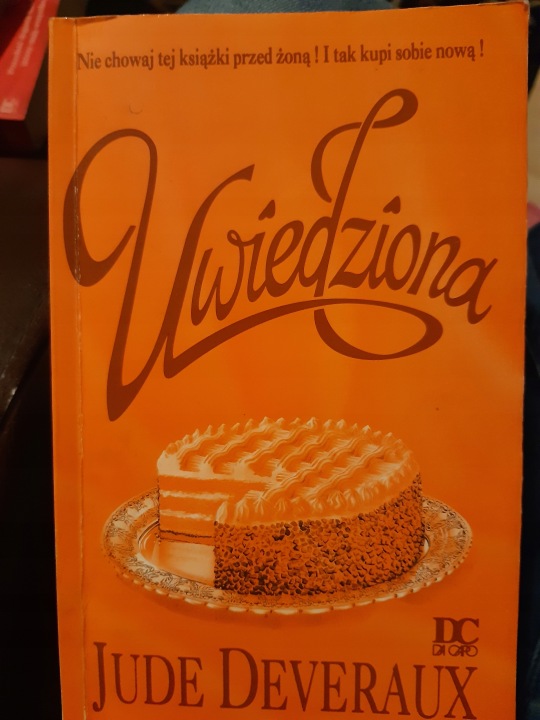 Nie chowaj tej książki przed żoną ! I tak kupi sobie nową !
Uwiedziona
DC
DA CAPO
JUDE DEVERAUX